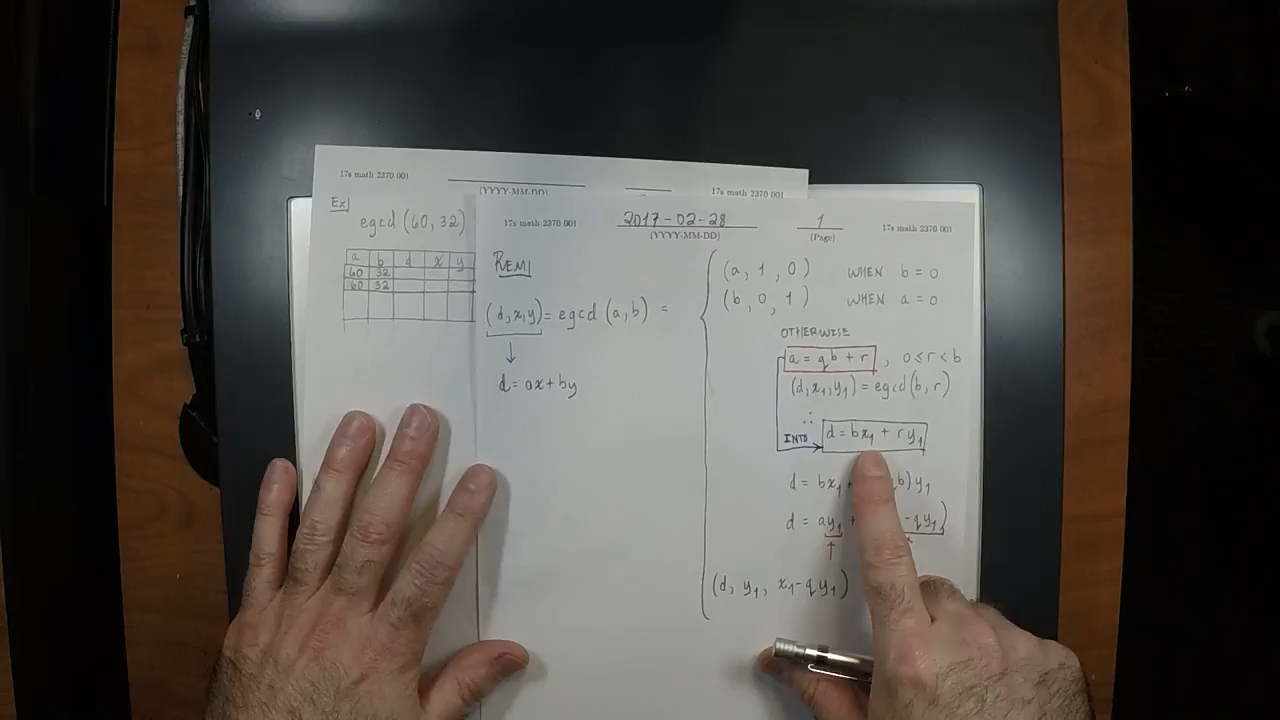 17s math 2370 001
17s math 2370 001
(YYYY-MM-DD)
Ex
egcd (60, 32)
a b d x y
60 32
60 32
17s math 2370 001
2017-02-28
1
17s math 2370 001
(YYYY-MM-DD)
(Page)
REM
(d,x,y) = egcd (a,b) =
d = ax + by
(a, 1, 0) WHEN b = 0
(b, 0, 1) WHEN a = 0
OTHERWISE
a = qb + r , 0 ≤ r < b
(d, x₁, y₁) = egcd(b, r)
∴
INTO d = bx₁ + ry₁
d = bx₁ b)y₁
d = ay₁ + -qy₁)
(d, y₁, x₁-qy₁)